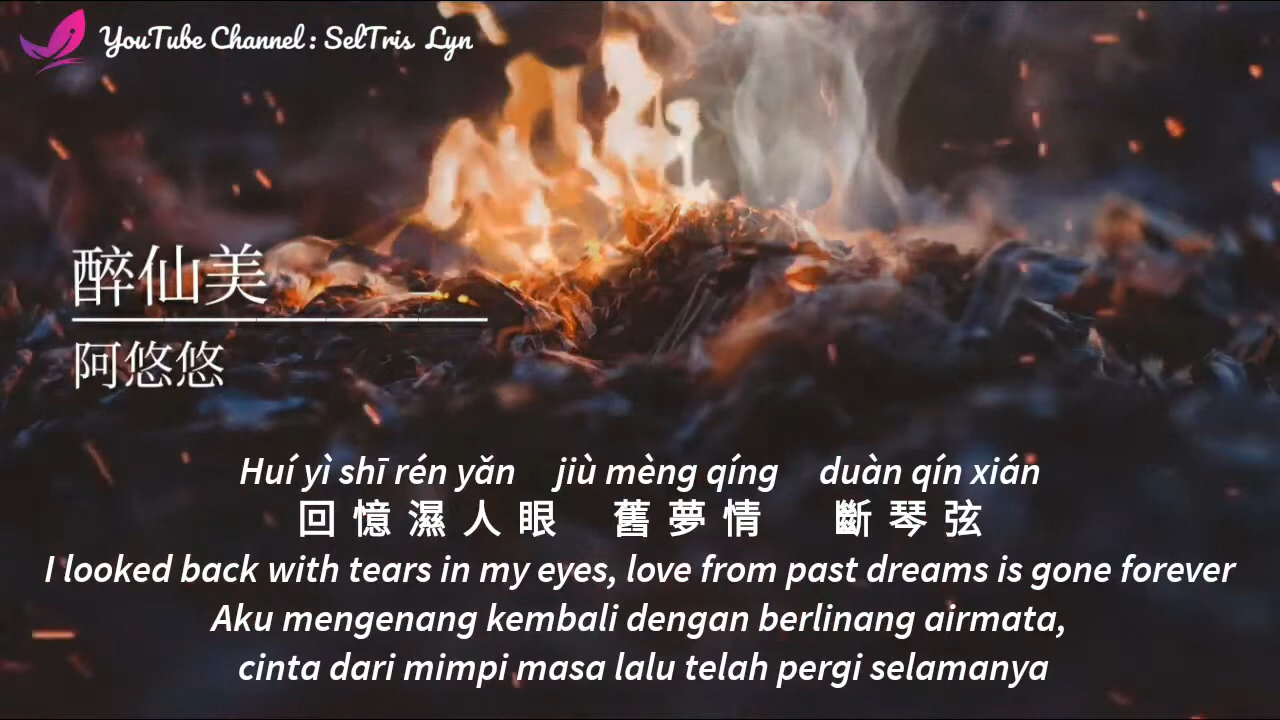 YouTube Channel : SelTris Lyn
醉仙美
阿悠悠
Huí yì shī rén yǎn jiù mèng qíng duàn qín xián
回憶濕人眼 舊夢情 斷琴弦
I looked back with tears in my eyes, love from past dreams is gone forever
Aku mengenang kembali dengan berlinang airmata,
cinta dari mimpi masa lalu telah pergi selamanya